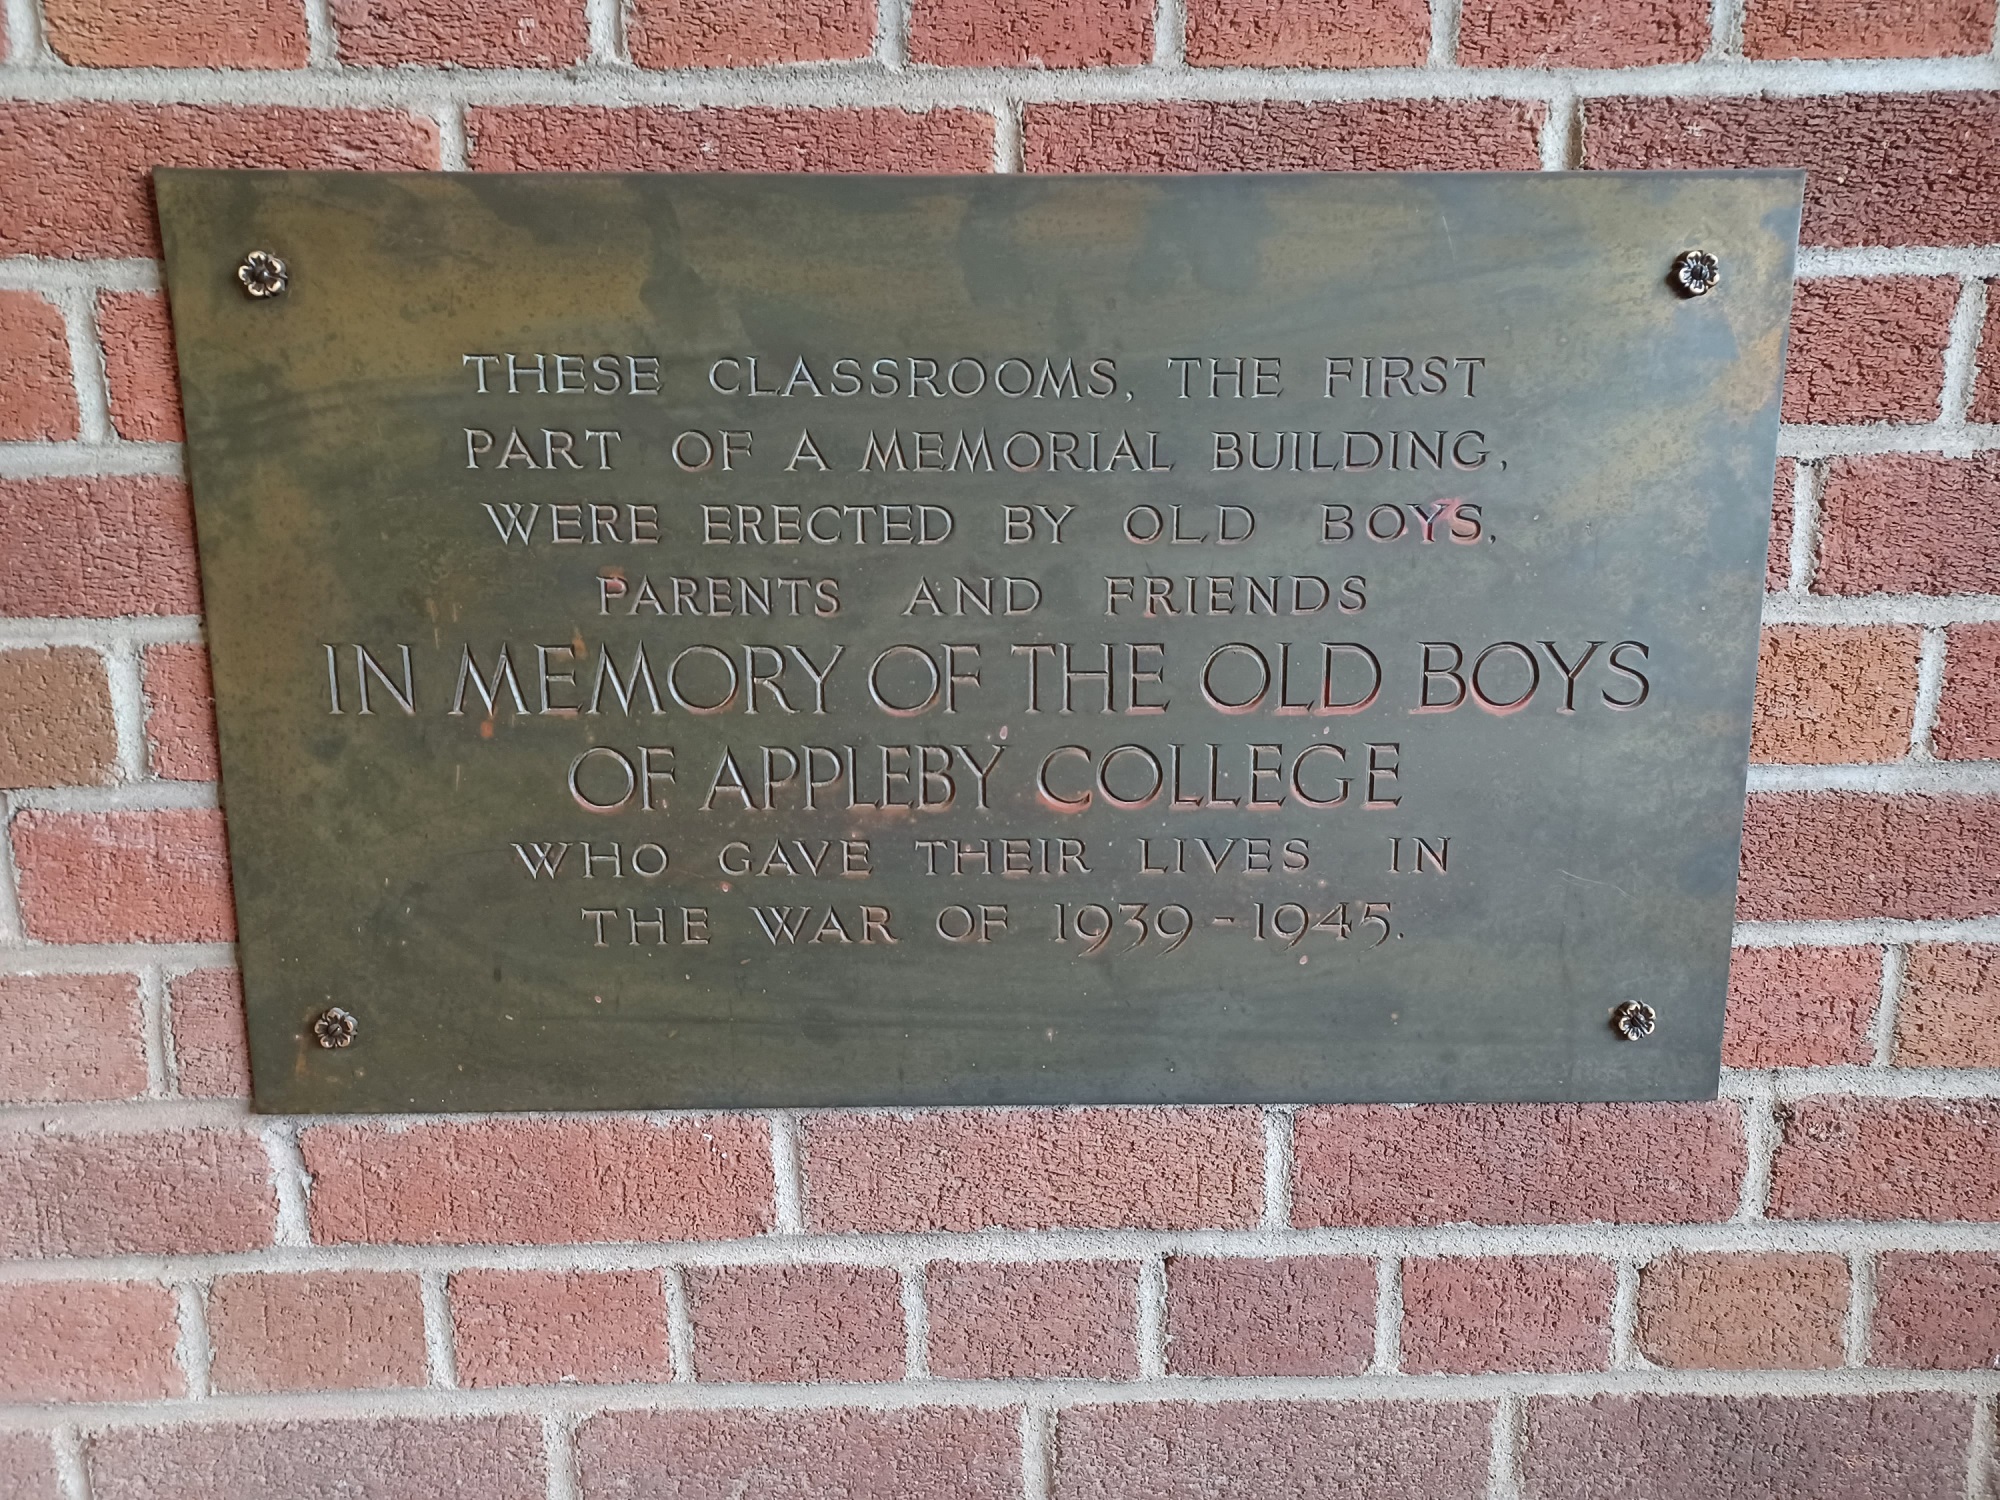 THESE CLASSROOMS, THE FIRST
PART OF A MEMORIAL BUILDING,
WERE ERECTED BY OLD BOYS,
PARENTS AND FRIENDS
IN MEMORY OF THE OLD BOYS
OF APPLEBY COLLEGE
WHO GAVE THEIR LIVES IN
THE WAR OF 1939-1945.